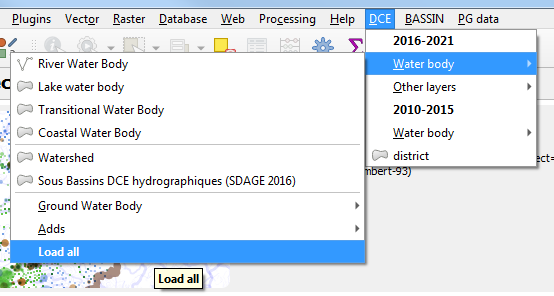 Plugins Vector Raster Database Web Processing Help DCE BASSIN PG data
2016-2021
Water body
Other layers
2010-2015
Water body
district
River Water Body
Lake water body
Transitional Water Body
Coastal Water Body
Watershed
Sous Bassins DCE hydrographiques (SDAGE 2016)
Ground Water Body
Adds
Load all
Load all
ect=
mbert-93)